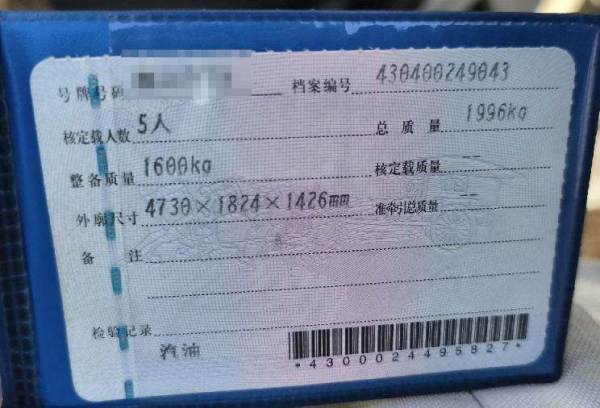 号牌号码 档案编号 430400249043
核定载人数 5人 总质量 1996kg
整备质量 1600kg 核定载质量 --
外廓尺寸 4730×1824×1426mm 准牵引总质量 --
备注
检验记录
汽油
*4300024495827*